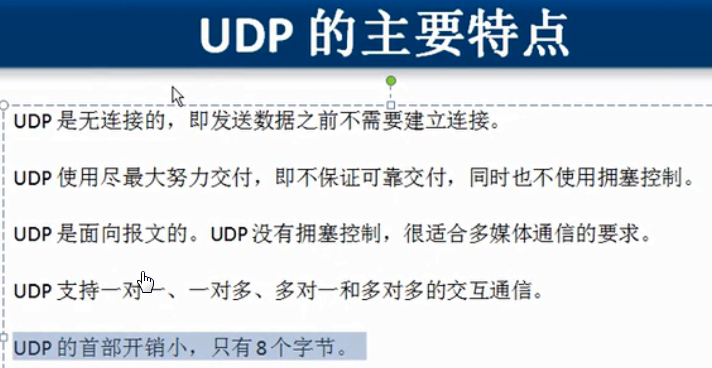 UDP 的主要特点
UDP 是无连接的，即发送数据之前不需要建立连接。
UDP 使用尽最大努力交付，即不保证可靠交付，同时也不使用拥塞控制。
UDP 是面向报文的。UDP 没有拥塞控制，很适合多媒体通信的要求。
UDP 支持一对一、一对多、多对一和多对多的交互通信。
UDP 的首部开销小，只有 8 个字节。